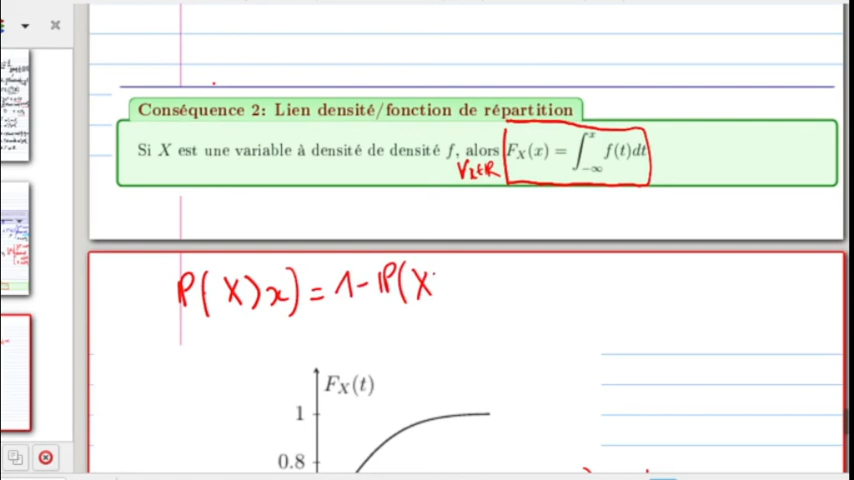 Conséquence 2: Lien densité/fonction de répartition
Si X est une variable à densité de densité f, alors F_X(x) = ∫_{-∞}^{x} f(t)dt
∀x∈ℝ
P(X>x) = 1-P(X
F_X(t)
1
0.8